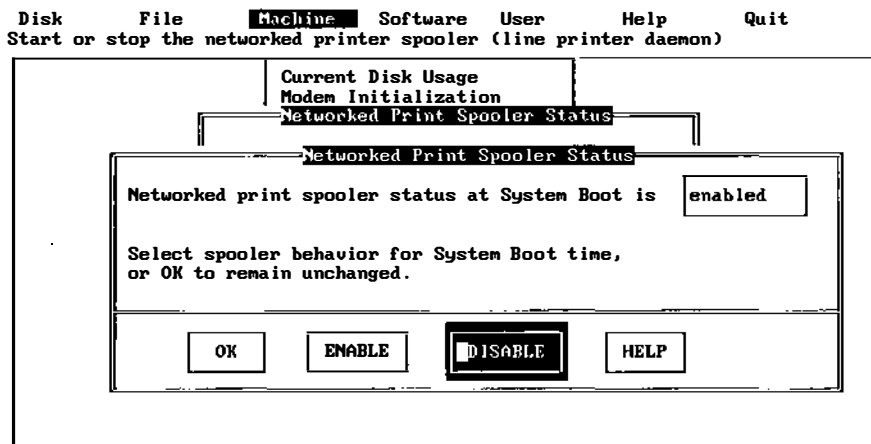 Disk File Machine Software User Help Quit
Start or stop the networked printer spooler (line printer daemon)
Current Disk Usage
Modem Initialization
Networked Print Spooler Status
Networked Print Spooler Status
Networked print spooler status at System Boot is enabled
Select spooler behavior for System Boot time,
or OK to remain unchanged.
OK ENABLE DISABLE HELP